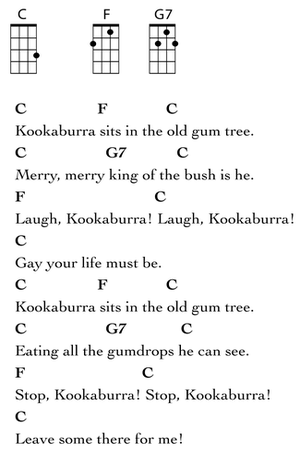 C F G7
C F C
Kookaburra sits in the old gum tree.
C G7 C
Merry, merry king of the bush is he.
F C
Laugh, Kookaburra! Laugh, Kookaburra!
C
Gay your life must be.
C F C
Kookaburra sits in the old gum tree.
C G7 C
Eating all the gumdrops he can see.
F C
Stop, Kookaburra! Stop, Kookaburra!
C
Leave some there for me!